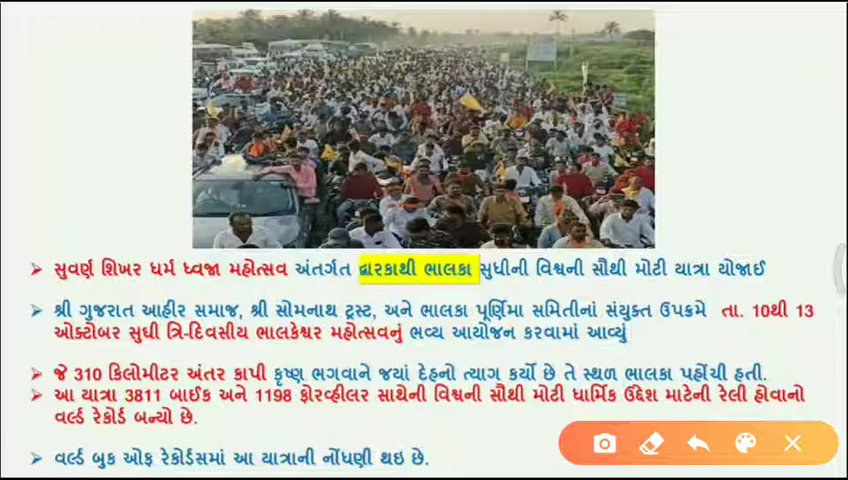 સુવર્ણ શિખર ધર્મ ધ્વજા મહોત્સવ અંતર્ગત દ્વારકાથી ભાલકા સુધીની વિશ્વની સૌથી મોટી યાત્રા યોજાઈ
શ્રી ગુજરાત આહીર સમાજ, શ્રી સોમનાથ ટ્રસ્ટ, અને ભાલકા પૂર્ણિમા સમિતીનાં સંયુક્ત ઉપક્રમે તા. 10થી 13
ઓક્ટોબર સુધી ત્રિ-દિવસીય ભાલકેશ્વર મહોત્સવનું ભવ્ય આયોજન કરવામાં આવ્યું
જે 310 કિલોમીટર અંતર કાપી કૃષ્ણ ભગવાને જયાં દેહનો ત્યાગ કર્યો છે તે સ્થળ ભાલકા પહોંચી હતી.
આ યાત્રા 3811 બાઈક અને 1198 ફોરવ્હીલર સાથેની વિશ્વની સૌથી મોટી ધાર્મિક ઉદ્દેશ માટેની રેલી હોવાનો
વર્લ્ડ રેકોર્ડ બન્યો છે.
વર્લ્ડ બુક ઓફ રેકોર્ડસમાં આ યાત્રાની નોંધણી થઇ છે.